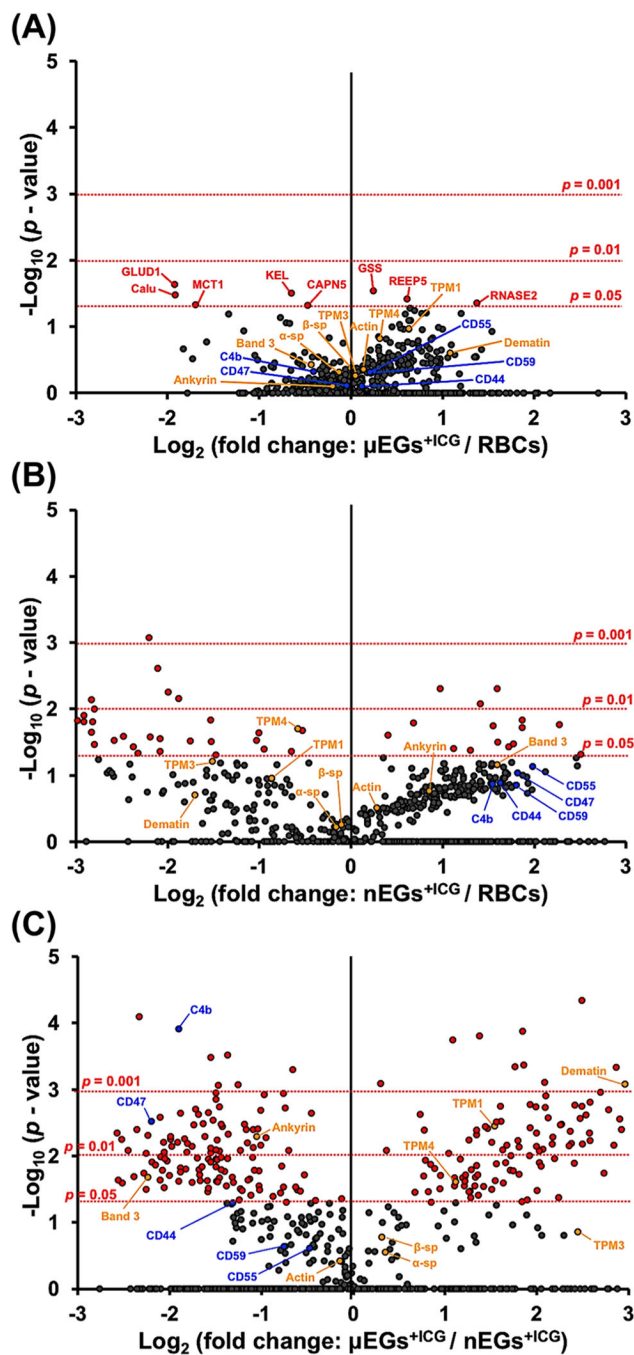 (A)
5
4
3
2
1
0
-Log10 (p - value)
p = 0.001
p = 0.01
p = 0.05
GLUD1
Calu
MCT1
KEL
CAPN5
GSS
REEP5
TPM1
RNASE2
TPM3
TPM4
Actin
β-sp
α-sp
Band 3
C4b
CD47
Ankyrin
CD55
Dematin
CD59
CD44
-3 -2 -1 0 1 2 3
Log2 (fold change: µEGs+ICG / RBCs)
(B)
5
4
3
2
1
0
-Log10 (p - value)
p = 0.001
p = 0.01
p = 0.05
TPM4
TPM1
TPM3
β-sp
α-sp
Dematin
Actin
Ankyrin
Band 3
CD55
CD47
C4b
CD44
CD59
-3 -2 -1 0 1 2 3
Log2 (fold change: nEGs+ICG / RBCs)
(C)
5
4
3
2
1
0
-Log10 (p - value)
C4b
p = 0.001
CD47
Ankyrin
p = 0.01
Band 3
p = 0.05
CD44
CD59
CD55
Actin
Dematin
TPM1
TPM4
β-sp
α-sp
TPM3
-3 -2 -1 0 1 2 3
Log2 (fold change: µEGs+ICG / nEGs+ICG)